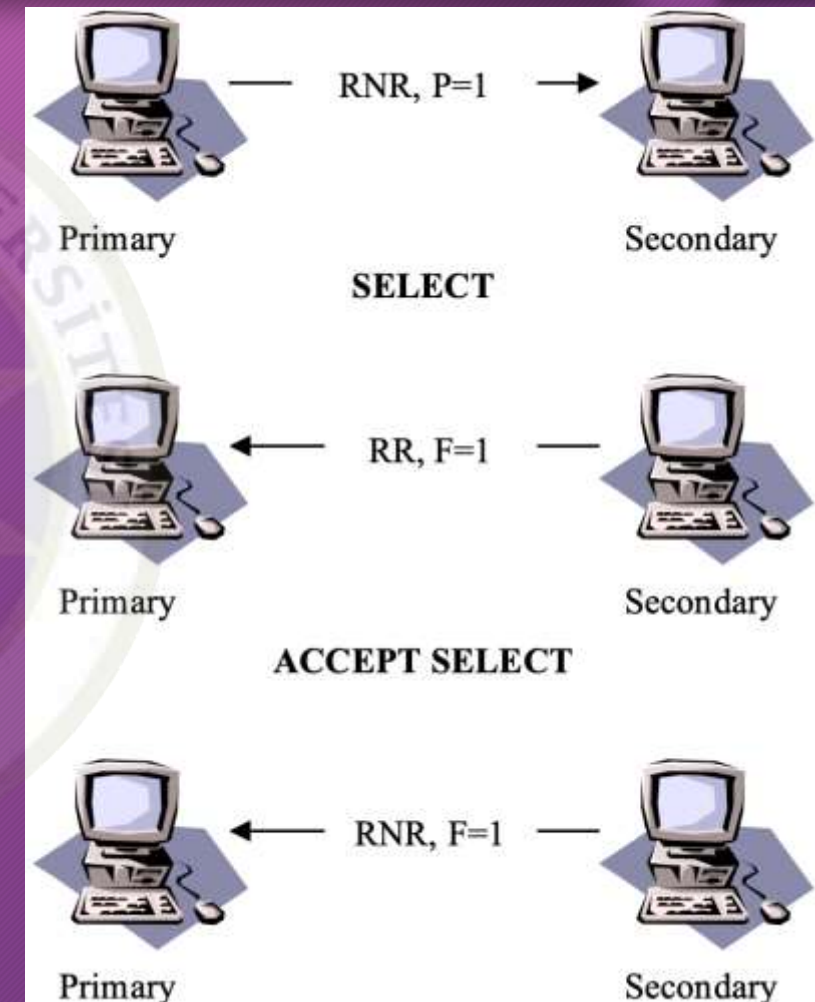 RNR, P=1
Primary Secondary
SELECT
RR, F=1
Primary Secondary
ACCEPT SELECT
RNR, F=1
Primary Secondary